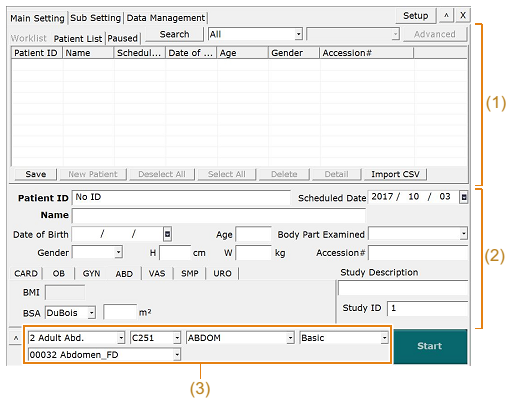 Main Setting Sub Setting Data Management Setup ^ X
Worklist Patient List Paused Search All Advanced
Patient ID Name Schedul... Date of ... Age Gender Accession#
(1)
Save New Patient Deselect All Select All Delete Detail Import CSV
Patient ID No ID Scheduled Date 2017 / 10 / 03
Name
Date of Birth / / Age Body Part Examined
Gender H cm W kg Accession#
(2)
CARD OB GYN ABD VAS SMP URO Study Description
BMI
BSA DuBois m²
Study ID 1
^ 2 Adult Abd. C251 ABDOM Basic Start
00032 Abdomen_FD
(3)